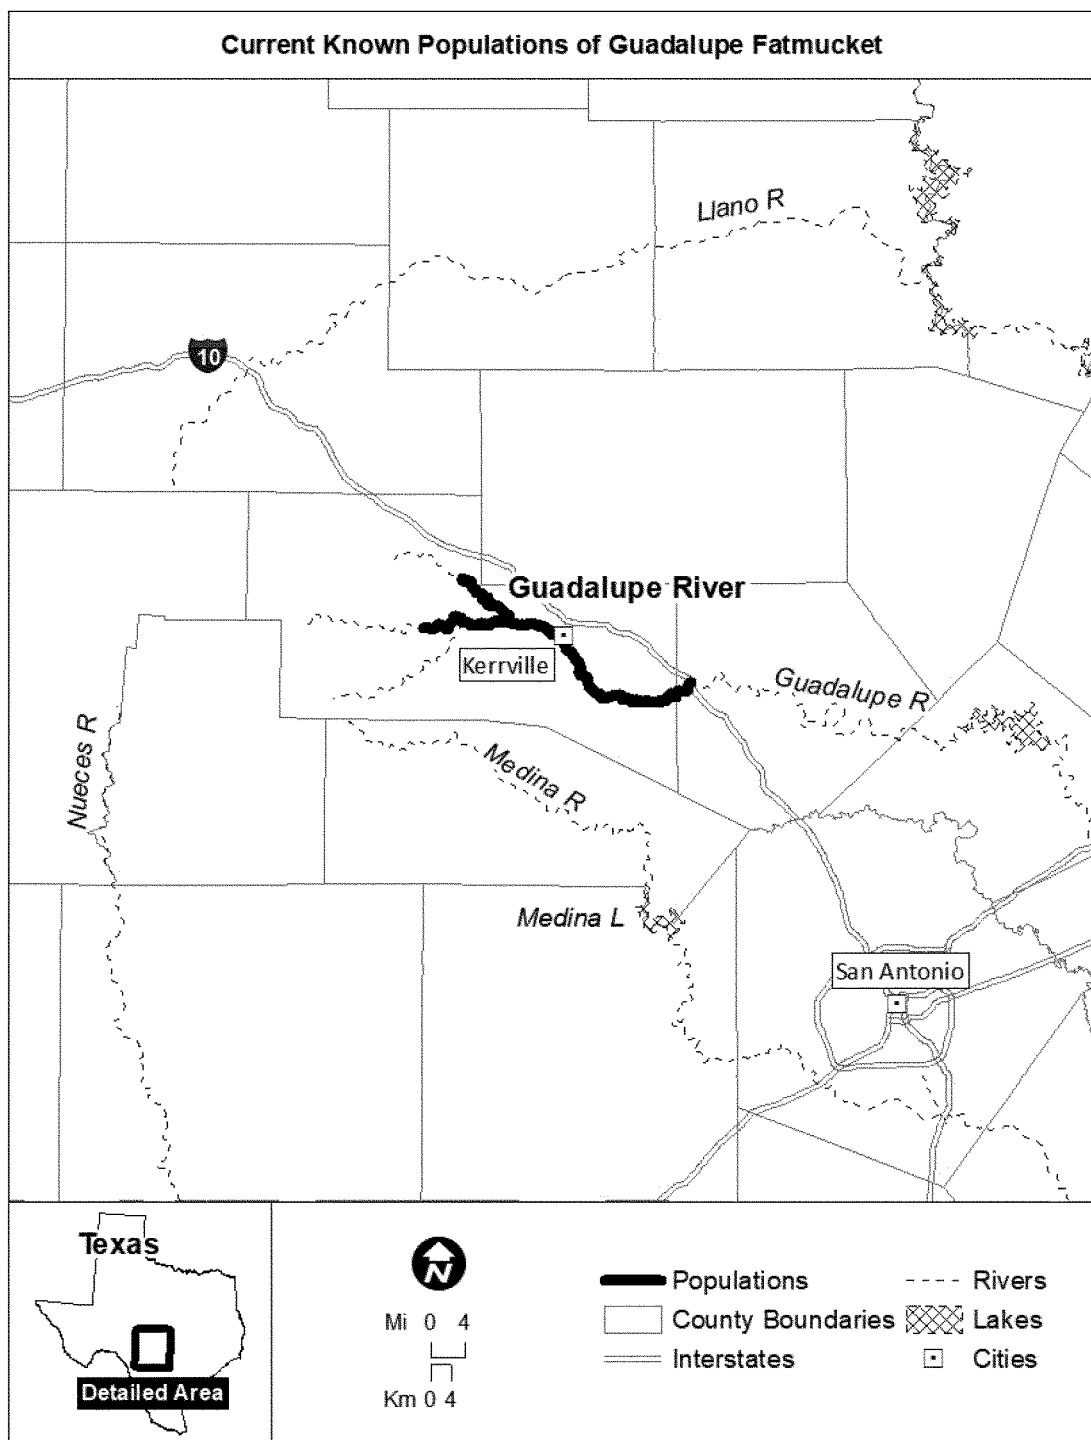 Current Known Populations of Guadalupe Fatmucket
Llano R
10
Guadalupe River
Kerrville
Guadalupe R
Nueces R
Medina R
Medina L
San Antonio
Texas
Detailed Area
N
Mi 0 4
Km 0 4
Populations
County Boundaries
Interstates
Rivers
Lakes
Cities